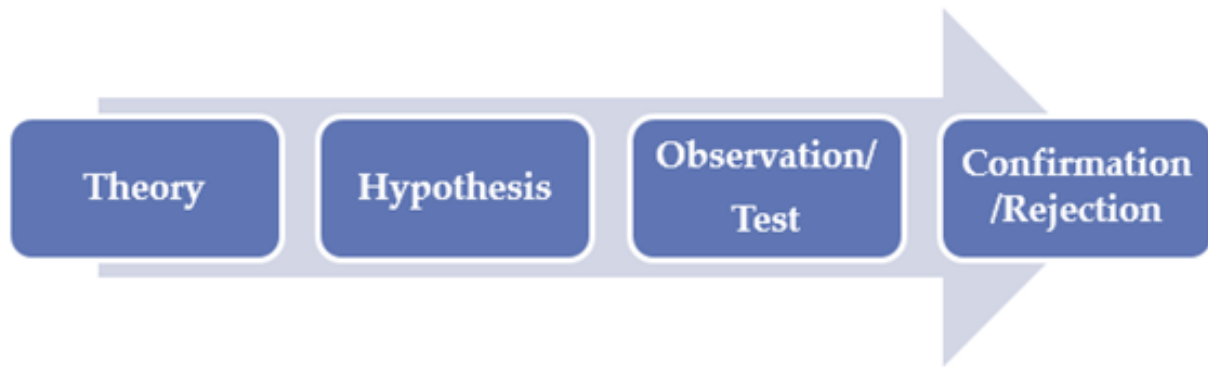 Theory
Hypothesis
Observation/
Test
Confirmation
/Rejection